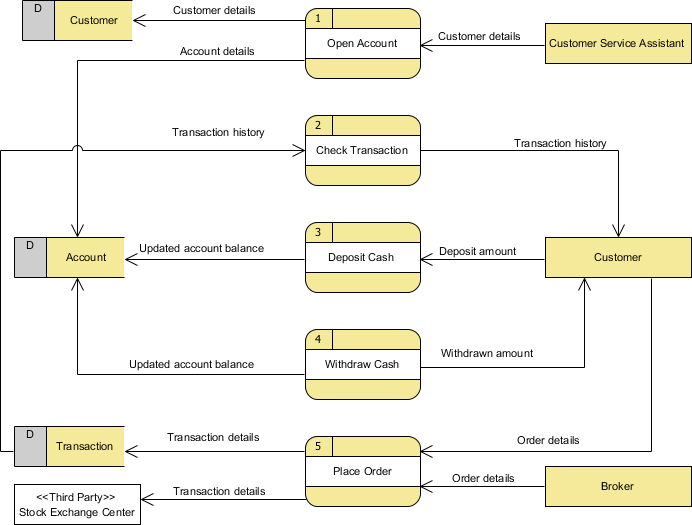 D
Customer
Customer details
1
Open Account
Customer details
Customer Service Assistant
Account details
Transaction history
2
Check Transaction
Transaction history
D
Account
Updated account balance
3
Deposit Cash
Deposit amount
Customer
Updated account balance
4
Withdraw Cash
Withdrawn amount
D
Transaction
Transaction details
5
Place Order
Order details
Order details
Broker
<<Third Party>>
Stock Exchange Center
Transaction details